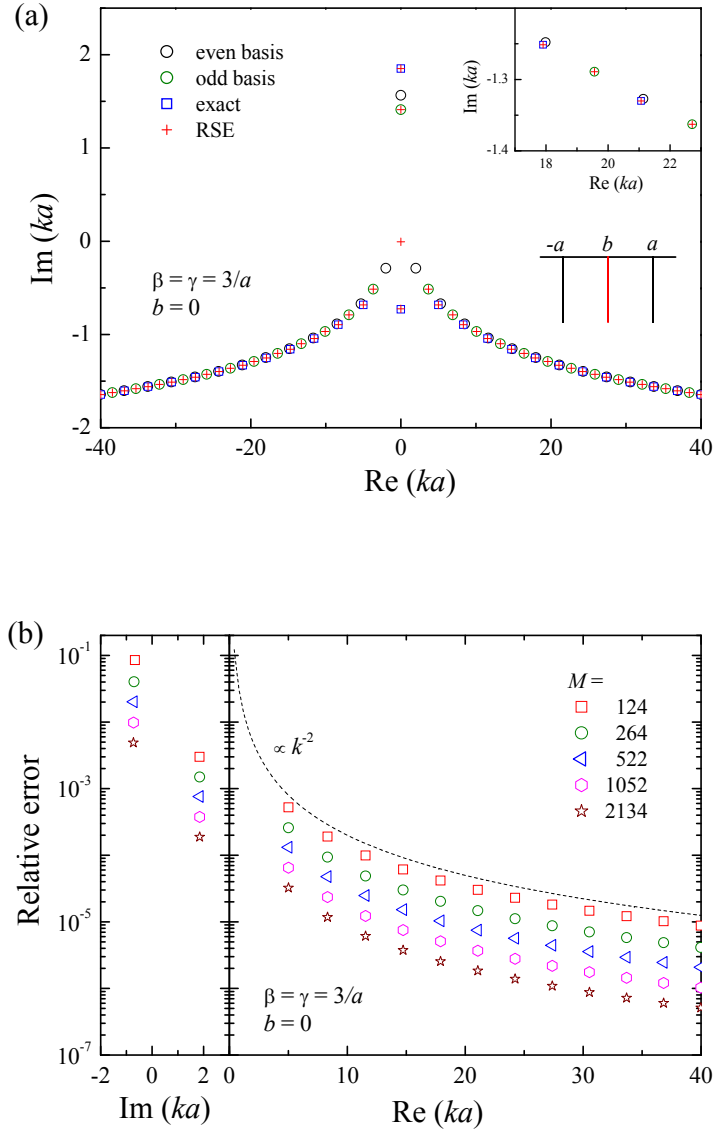 (a)
2
1
0
-1
-2
Im (ka)
even basis
odd basis
exact
RSE
β = γ = 3/a
b = 0
-40
-20
0
20
40
Re (ka)
-1.3
-1.4
Im (ka)
18
20
22
Re (ka)
-a b a
(b)
10⁻¹
10⁻³
10⁻⁵
10⁻⁷
Relative error
-2 0 2
Im (ka)
∝ k⁻²
M =
124
264
522
1052
2134
β = γ = 3/a
b = 0
0 10 20 30 40
Re (ka)